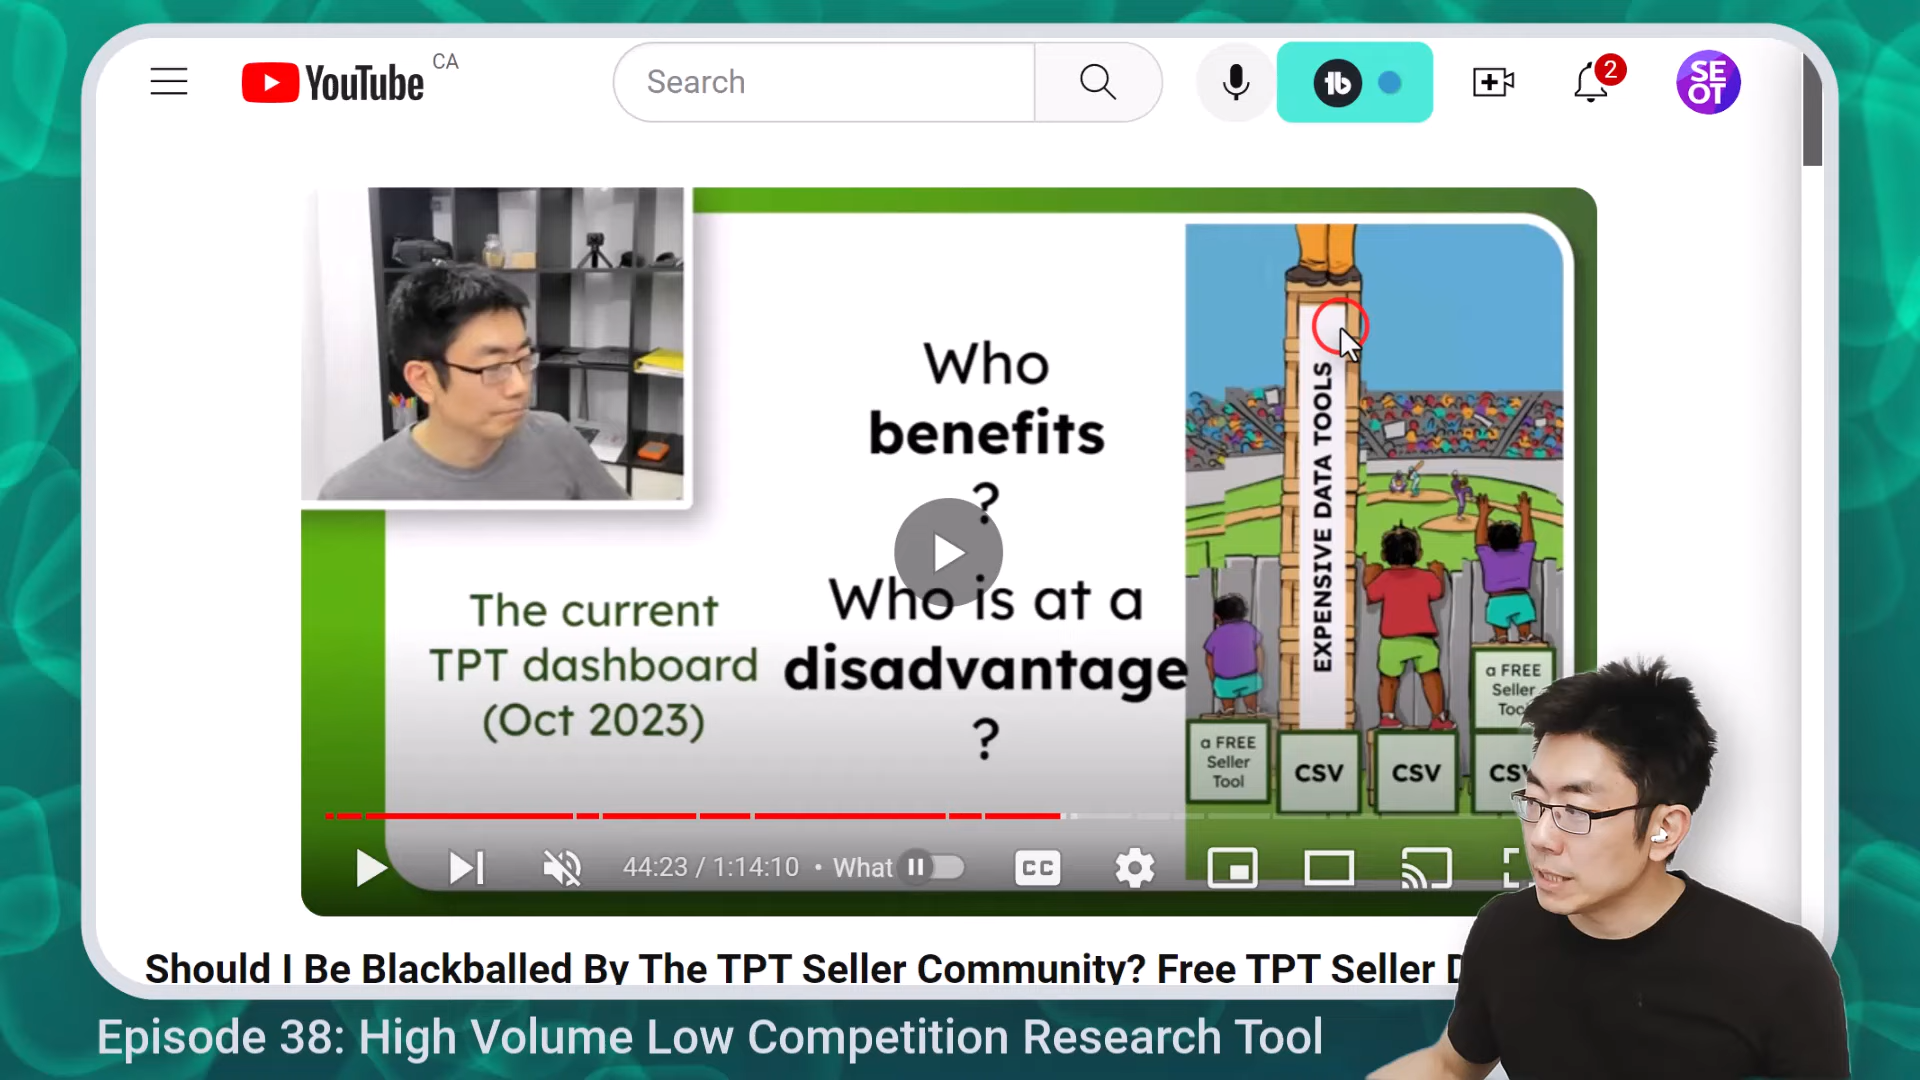 YouTube CA
Search
2
SE
OT
Who
benefits
?
Who is at a
disadvantage
?
The current
TPT dashboard
(Oct 2023)
EXPENSIVE DATA TOOLS
a FREE
Seller
Tool
CSV
CSV
a FREE
Seller
44:23 / 1:14:10 • What
CC
Should I Be Blackballed By The TPT Seller Community? Free TPT Seller
Episode 38: High Volume Low Competition Research Tool